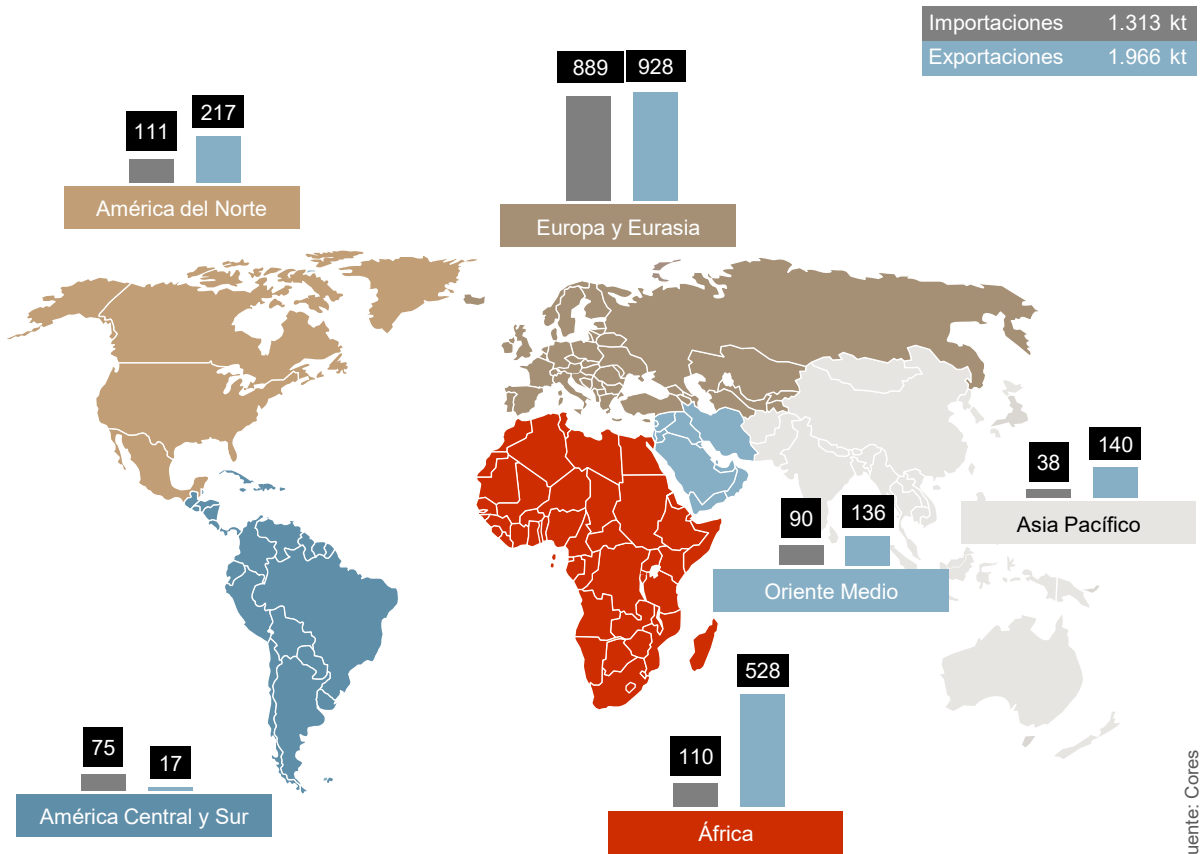 Importaciones 1.313 kt
Exportaciones 1.966 kt
889 928
111 217
América del Norte
Europa y Eurasia
38 140
Asia Pacífico
90 136
Oriente Medio
528
110
África
75 17
América Central y Sur
uente: Cores